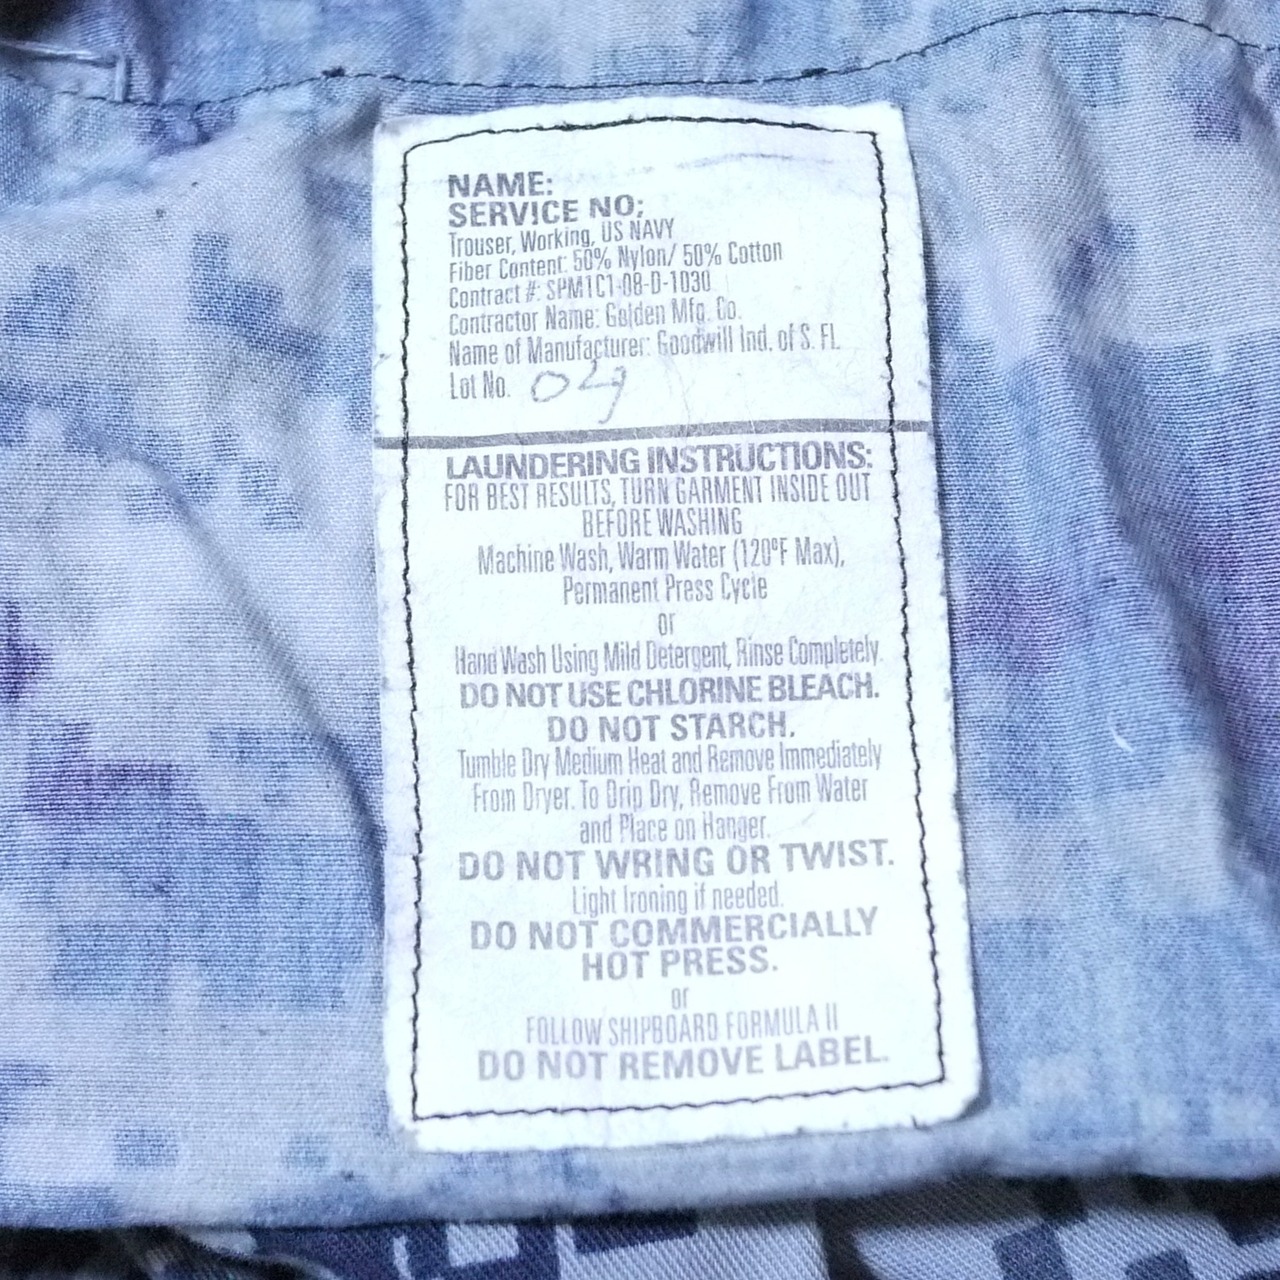 NAME:
SERVICE NO:
Trouser, Working, US NAVY
Fiber Content: 50% Nylon/ 50% Cotton
Contract #: SPM1C1-08-D-1030
Contractor Name: Golden Mfg. Co.
Name of Manufacturer: Goodwill Ind. of S. FL
Lot No.
LAUNDERING INSTRUCTIONS:
FOR BEST RESULTS, TURN GARMENT INSIDE OUT
BEFORE WASHING
Machine Wash, Warm Water (120°F Max),
Permanent Press Cycle
or
Hand Wash Using Mild Detergent, Rinse Completely.
DO NOT USE CHLORINE BLEACH.
DO NOT STARCH.
Tumble Dry Medium Heat and Remove Immediately
From Dryer. To Drip Dry, Remove From Water
and Place on Hanger.
DO NOT WRING OR TWIST.
Light Ironing if needed.
DO NOT COMMERCIALLY
HOT PRESS.
or
FOLLOW SHIPBOARD FORMULA II
DO NOT REMOVE LABEL.